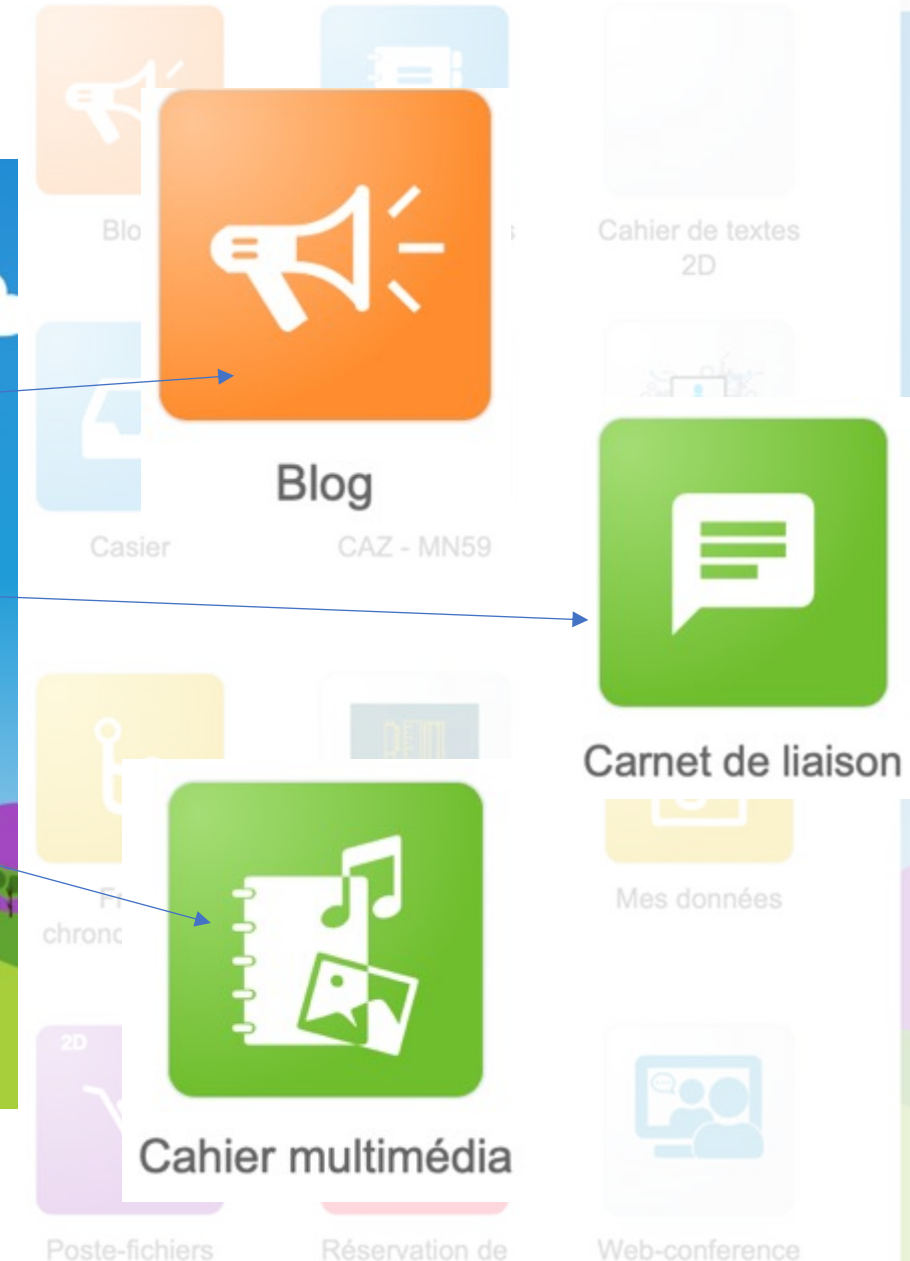 Blo
Cahier de textes
2D
Blog
Casier
CAZ - MN59
Carnet de liaison
Mes données
chrono
2D
Cahier multimédia
Poste-fichiers
Réservation de
Web-conference